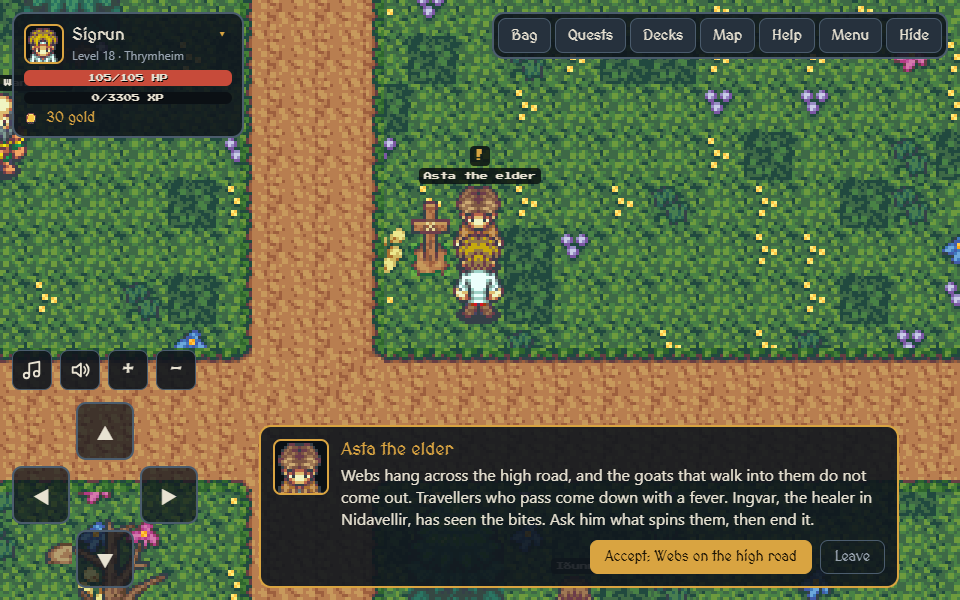 Sigrun
Level 18 · Thrymheim
105/105 HP
0/3305 XP
30 gold
Bag Quests Decks Map Help Menu Hide
!
Asta the elder
Asta the elder
Webs hang across the high road, and the goats that walk into them do not
come out. Travellers who pass come down with a fever. Ingvar, the healer in
Nidavellir, has seen the bites. Ask him what spins them, then end it.
Accept: Webs on the high road
Leave